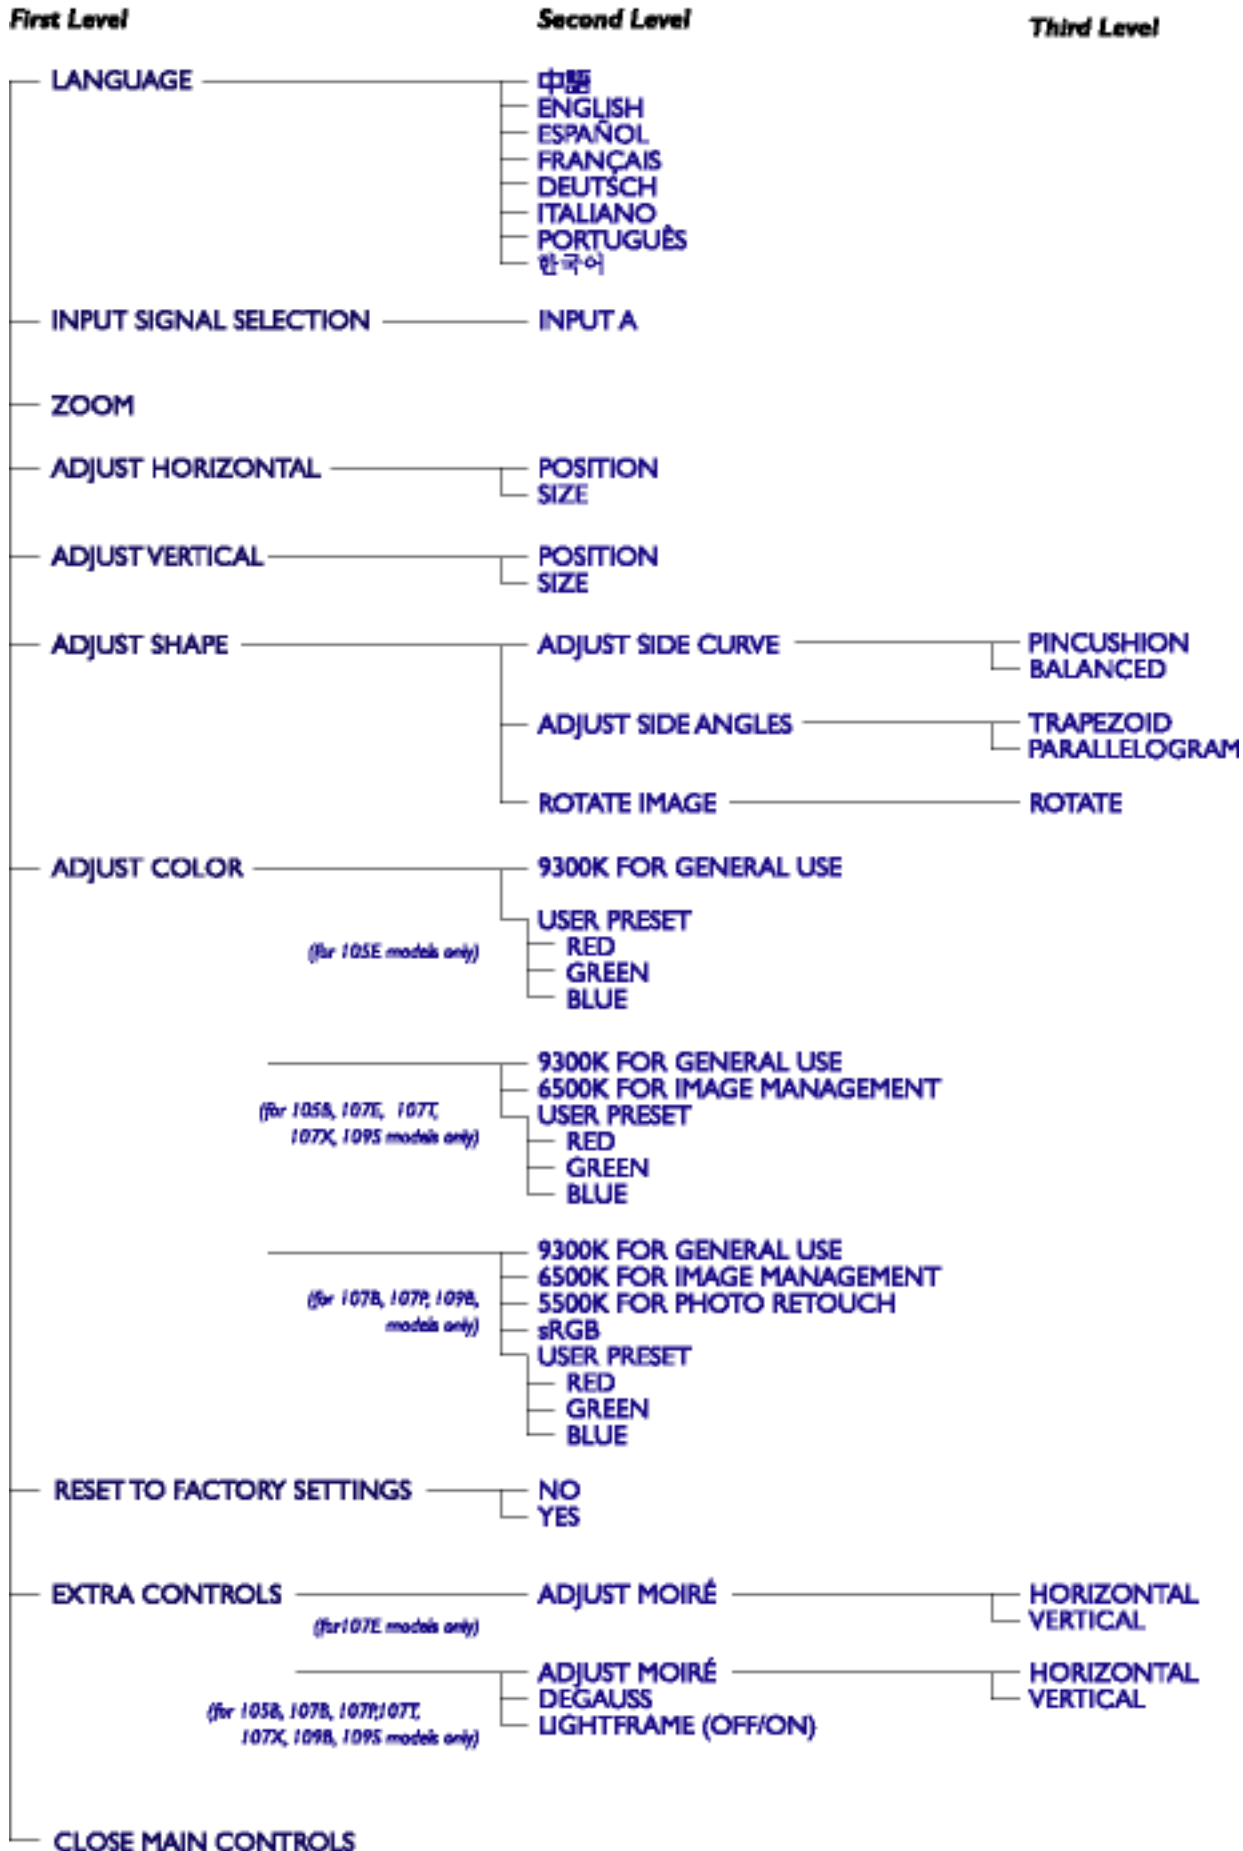 First Level Second Level Third Level
LANGUAGE 中語
ENGLISH
ESPAÑOL
FRANÇAIS
DEUTSCH
ITALIANO
PORTUGUÊS
한국어
INPUT SIGNAL SELECTION INPUT A
ZOOM
ADJUST HORIZONTAL POSITION
SIZE
ADJUST VERTICAL POSITION
SIZE
ADJUST SHAPE ADJUST SIDE CURVE PINCUSHION
BALANCED
ADJUST SIDE ANGLES TRAPEZOID
PARALLELOGRAM
ROTATE IMAGE ROTATE
ADJUST COLOR 9300K FOR GENERAL USE
USER PRESET
(for 105E models only) RED
GREEN
BLUE
9300K FOR GENERAL USE
6500K FOR IMAGE MANAGEMENT
(for 105B, 107E, 107T, USER PRESET
107X, 109S models only) RED
GREEN
BLUE
9300K FOR GENERAL USE
6500K FOR IMAGE MANAGEMENT
(for 107B, 107P, 109B, 5500K FOR PHOTO RETOUCH
models only) sRGB
USER PRESET
RED
GREEN
BLUE
RESET TO FACTORY SETTINGS NO
YES
EXTRA CONTROLS ADJUST MOIRÉ HORIZONTAL
(for107E models only) VERTICAL
ADJUST MOIRÉ HORIZONTAL
DEGAUSS VERTICAL
(for 105B, 107B, 107P,107T, LIGHTFRAME (OFF/ON)
107X, 109B, 109S models only)
CLOSE MAIN CONTROLS